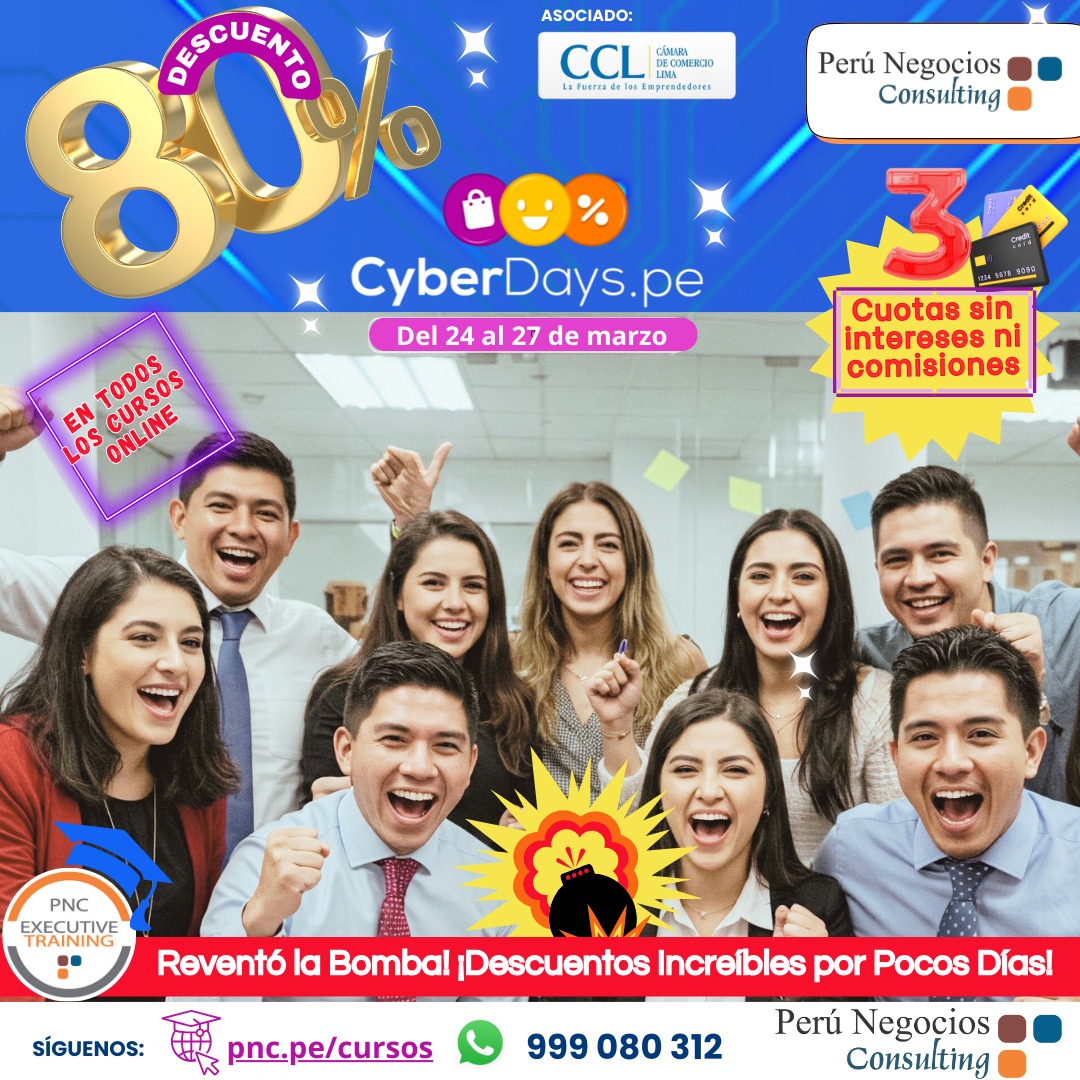 80%
DESCUENTO
ASOCIADO:
CCL
CÁMARA
DE COMERCIO
LIMA
La Fuerza de los Emprendedores
Perú Negocios
Consulting
%
CyberDays.pe
Del 24 al 27 de marzo
3
Credit
card
Credit
card
Credit
card
1234 5678 9090
Cuotas sin
intereses ni
comisiones
EN TODOS
LOS CURSOS
ONLINE
PNC
EXECUTIVE
TRAINING
Reventó la Bomba! ¡Descuentos Increíbles por Pocos Días!
SÍGUENOS:
pnc.pe/cursos
999 080 312
Perú Negocios
Consulting